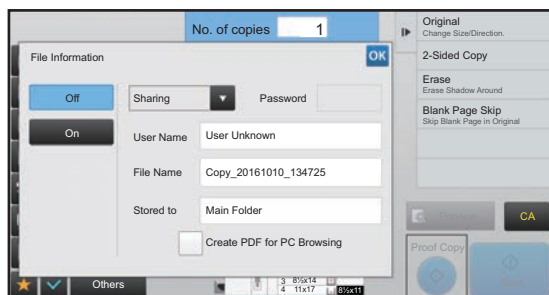 No. of copies 1
Original
Change Size/Direction.
2-Sided Copy
Erase
Erase Shadow Around
Blank Page Skip
Skip Blank Page in Original
File Information
OK
Off
On
Sharing
Password
User Name
User Unknown
File Name
Copy_20161010_134725
Stored to
Main Folder
Create PDF for PC Browsing
CA
Proof Copy
Others
3 8½x14
4 11x17
8½x11